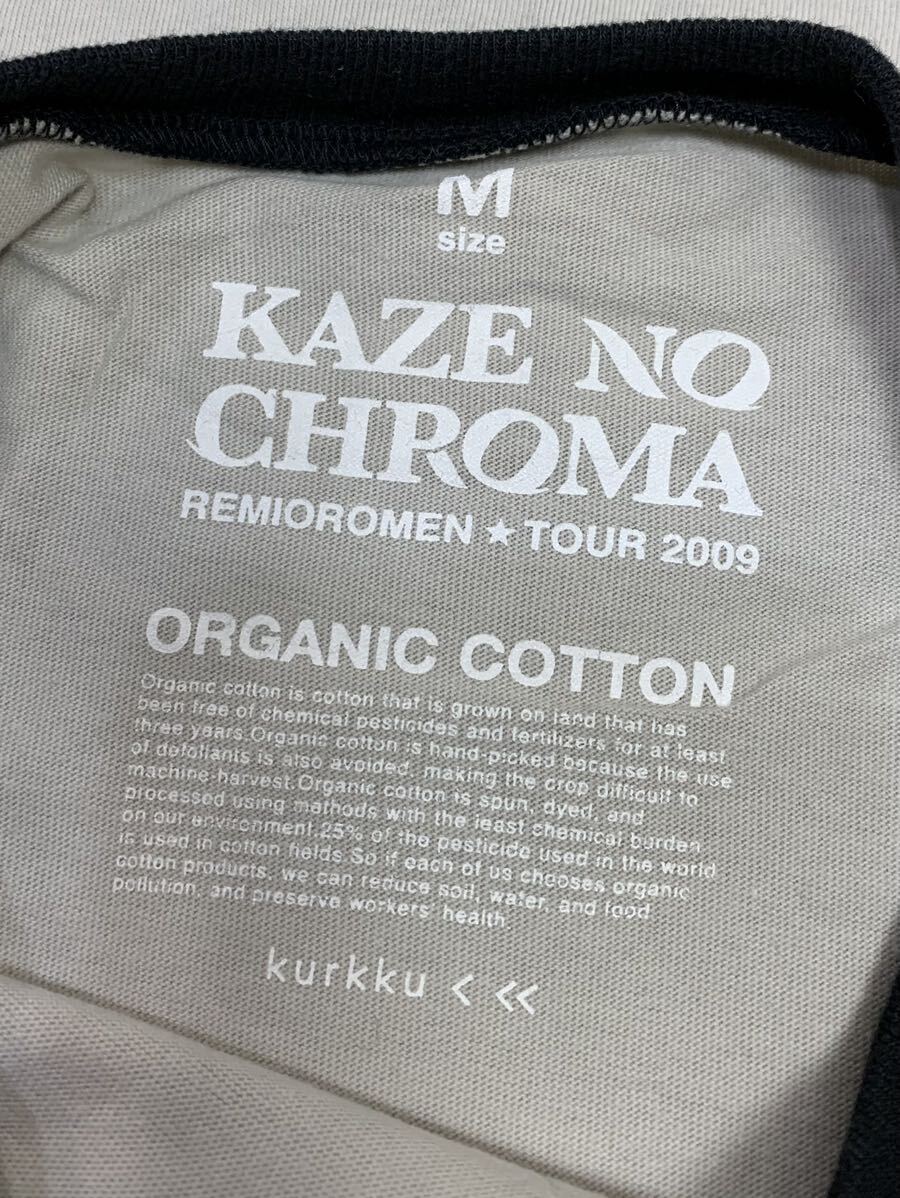 M
size
KAZE NO
CHROMA
REMIOROMEN ★ TOUR 2009
ORGANIC COTTON
Organic cotton is cotton that is grown on land that has
been free of chemical pesticides and fertilizers for at least
three years.Organic cotton is hand-picked because the use
of defoliants is also avoided, making the crop difficult to
machine-harvest.Organic cotton is spun, dyed, and
processed using methods with the least chemical burden
on our environment.25% of the pesticide used in the world
is used in cotton fields.So if each of us chooses organic
cotton products, we can reduce soil, water, and food
pollution, and preserve workers' health
kurkku < <<